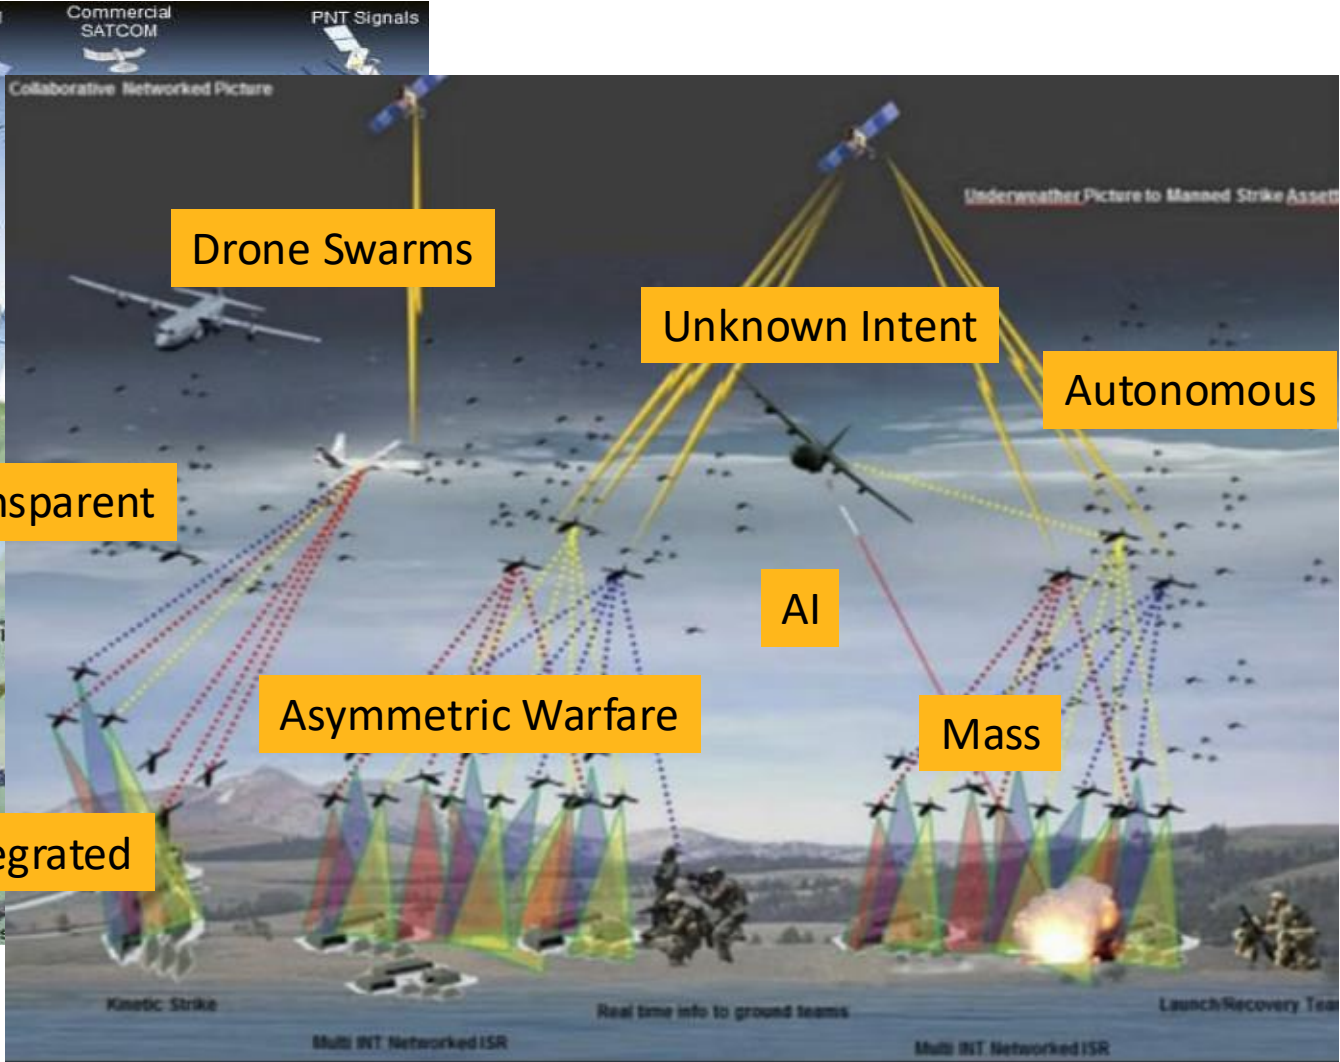 Commercial
SATCOM
PNT Signals
Collaborative Networked Picture
Underweather Picture to Manned Strike Assett
Drone Swarms
Unknown Intent
Autonomous
nsparent
AI
Asymmetric Warfare
Mass
egrated
Kinetic Strike
Real time info to ground teams
Launch/Recovery Tea
Multi INT Networked ISR
Multi INT Networked ISR